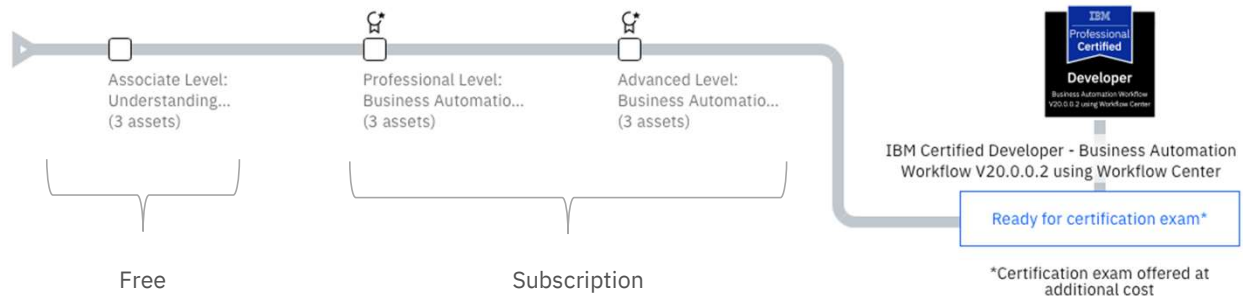 Associate Level:
Understanding...
(3 assets)
Professional Level:
Business Automatio...
(3 assets)
Advanced Level:
Business Automatio...
(3 assets)
Free
Subscription
IBM
Professional
Certified
Developer
Business Automation Workflow
V20.0.0.2 using Workflow Center
IBM Certified Developer - Business Automation
Workflow V20.0.0.2 using Workflow Center
Ready for certification exam*
*Certification exam offered at
additional cost